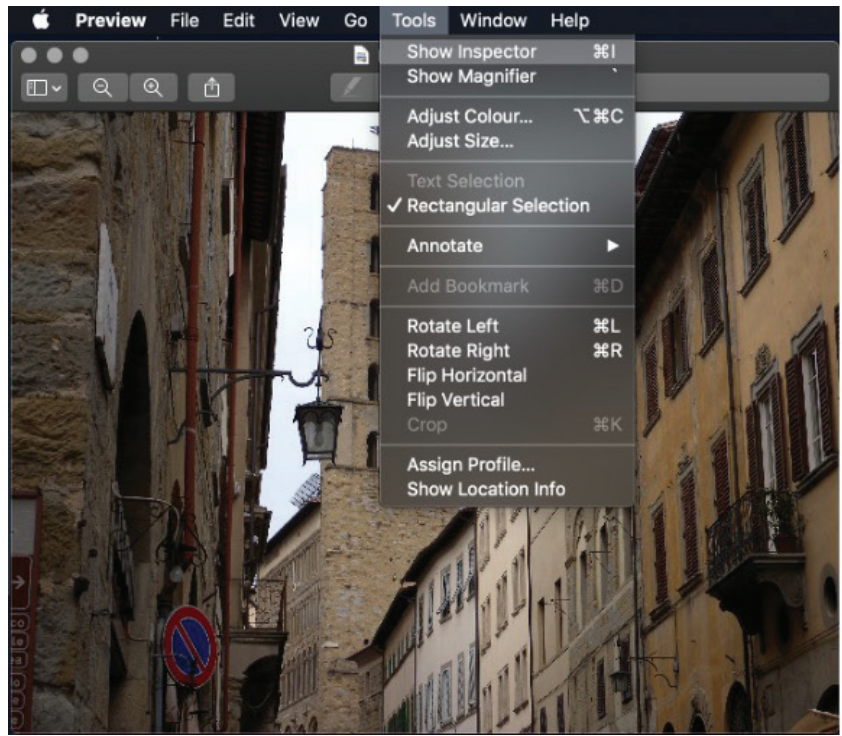 Preview File Edit View Go Tools Window Help
Show Inspector ⌘I
Show Magnifier `
Adjust Colour... ⌥⌘C
Adjust Size...
Text Selection
✓ Rectangular Selection
Annotate ▶
Add Bookmark ⌘D
Rotate Left ⌘L
Rotate Right ⌘R
Flip Horizontal
Flip Vertical
Crop ⌘K
Assign Profile...
Show Location Info